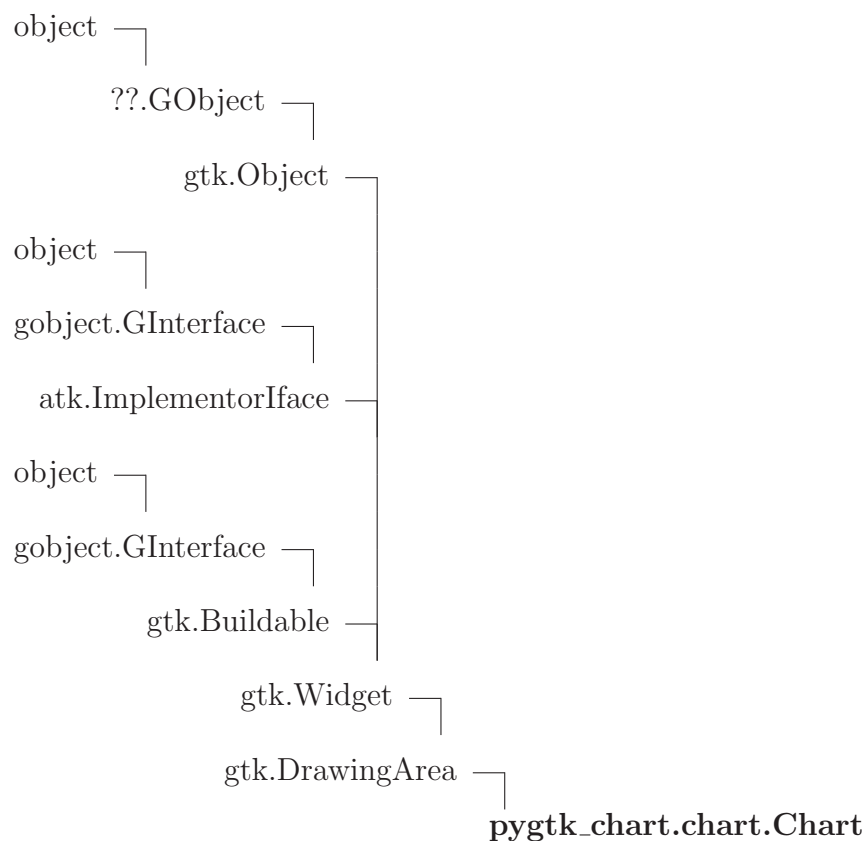 object
??.GObject
gtk.Object
object
gobject.GInterface
atk.ImplementorIface
object
gobject.GInterface
gtk.Buildable
gtk.Widget
gtk.DrawingArea
pygtk_chart.chart.Chart